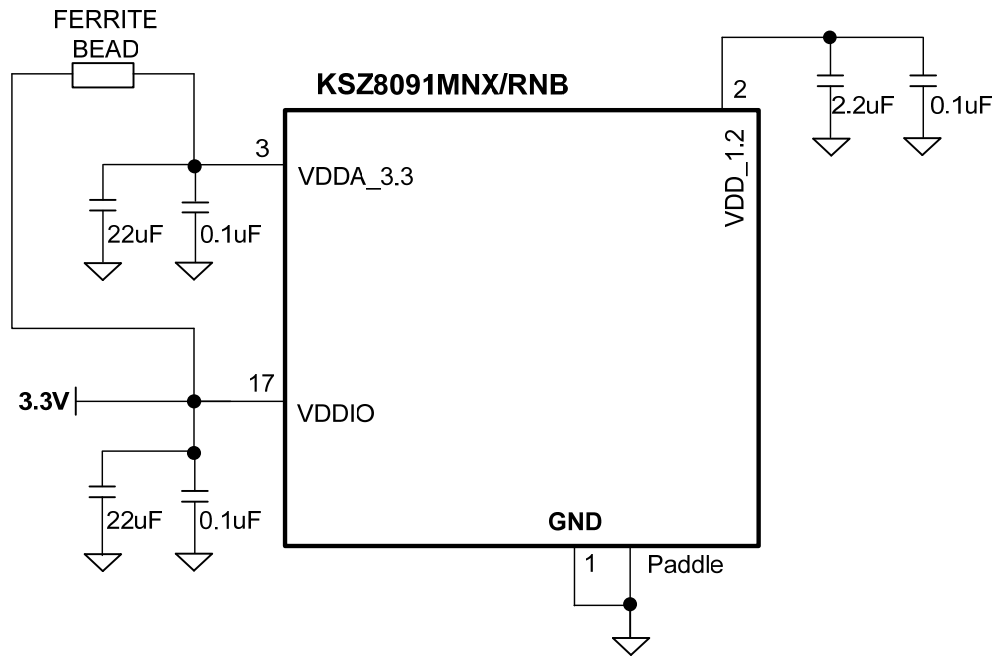 FERRITE
BEAD
KSZ8091MNX/RNB
2
2.2uF
0.1uF
VDD_1.2
3
VDDA_3.3
22uF
0.1uF
17
3.3V
VDDIO
22uF
0.1uF
GND
1
Paddle